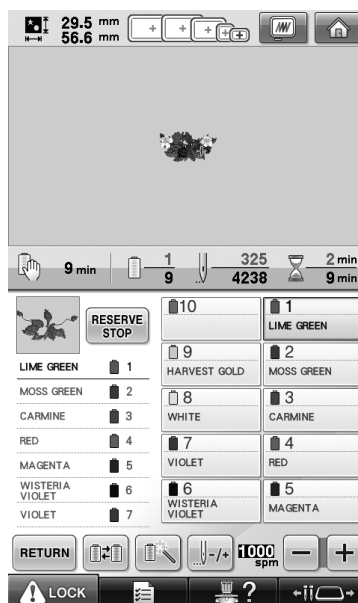 29.5 mm
56.6 mm
9 min
1
9
325
4238
2 min
9 min
RESERVE
STOP
LIME GREEN 1
MOSS GREEN 2
CARMINE 3
RED 4
MAGENTA 5
WISTERIA
VIOLET 6
VIOLET 7
10
1
LIME GREEN
9
HARVEST GOLD
2
MOSS GREEN
8
WHITE
3
CARMINE
7
VIOLET
4
RED
6
WISTERIA
VIOLET
5
MAGENTA
RETURN
-/+
1000
spm
− +
LOCK
?